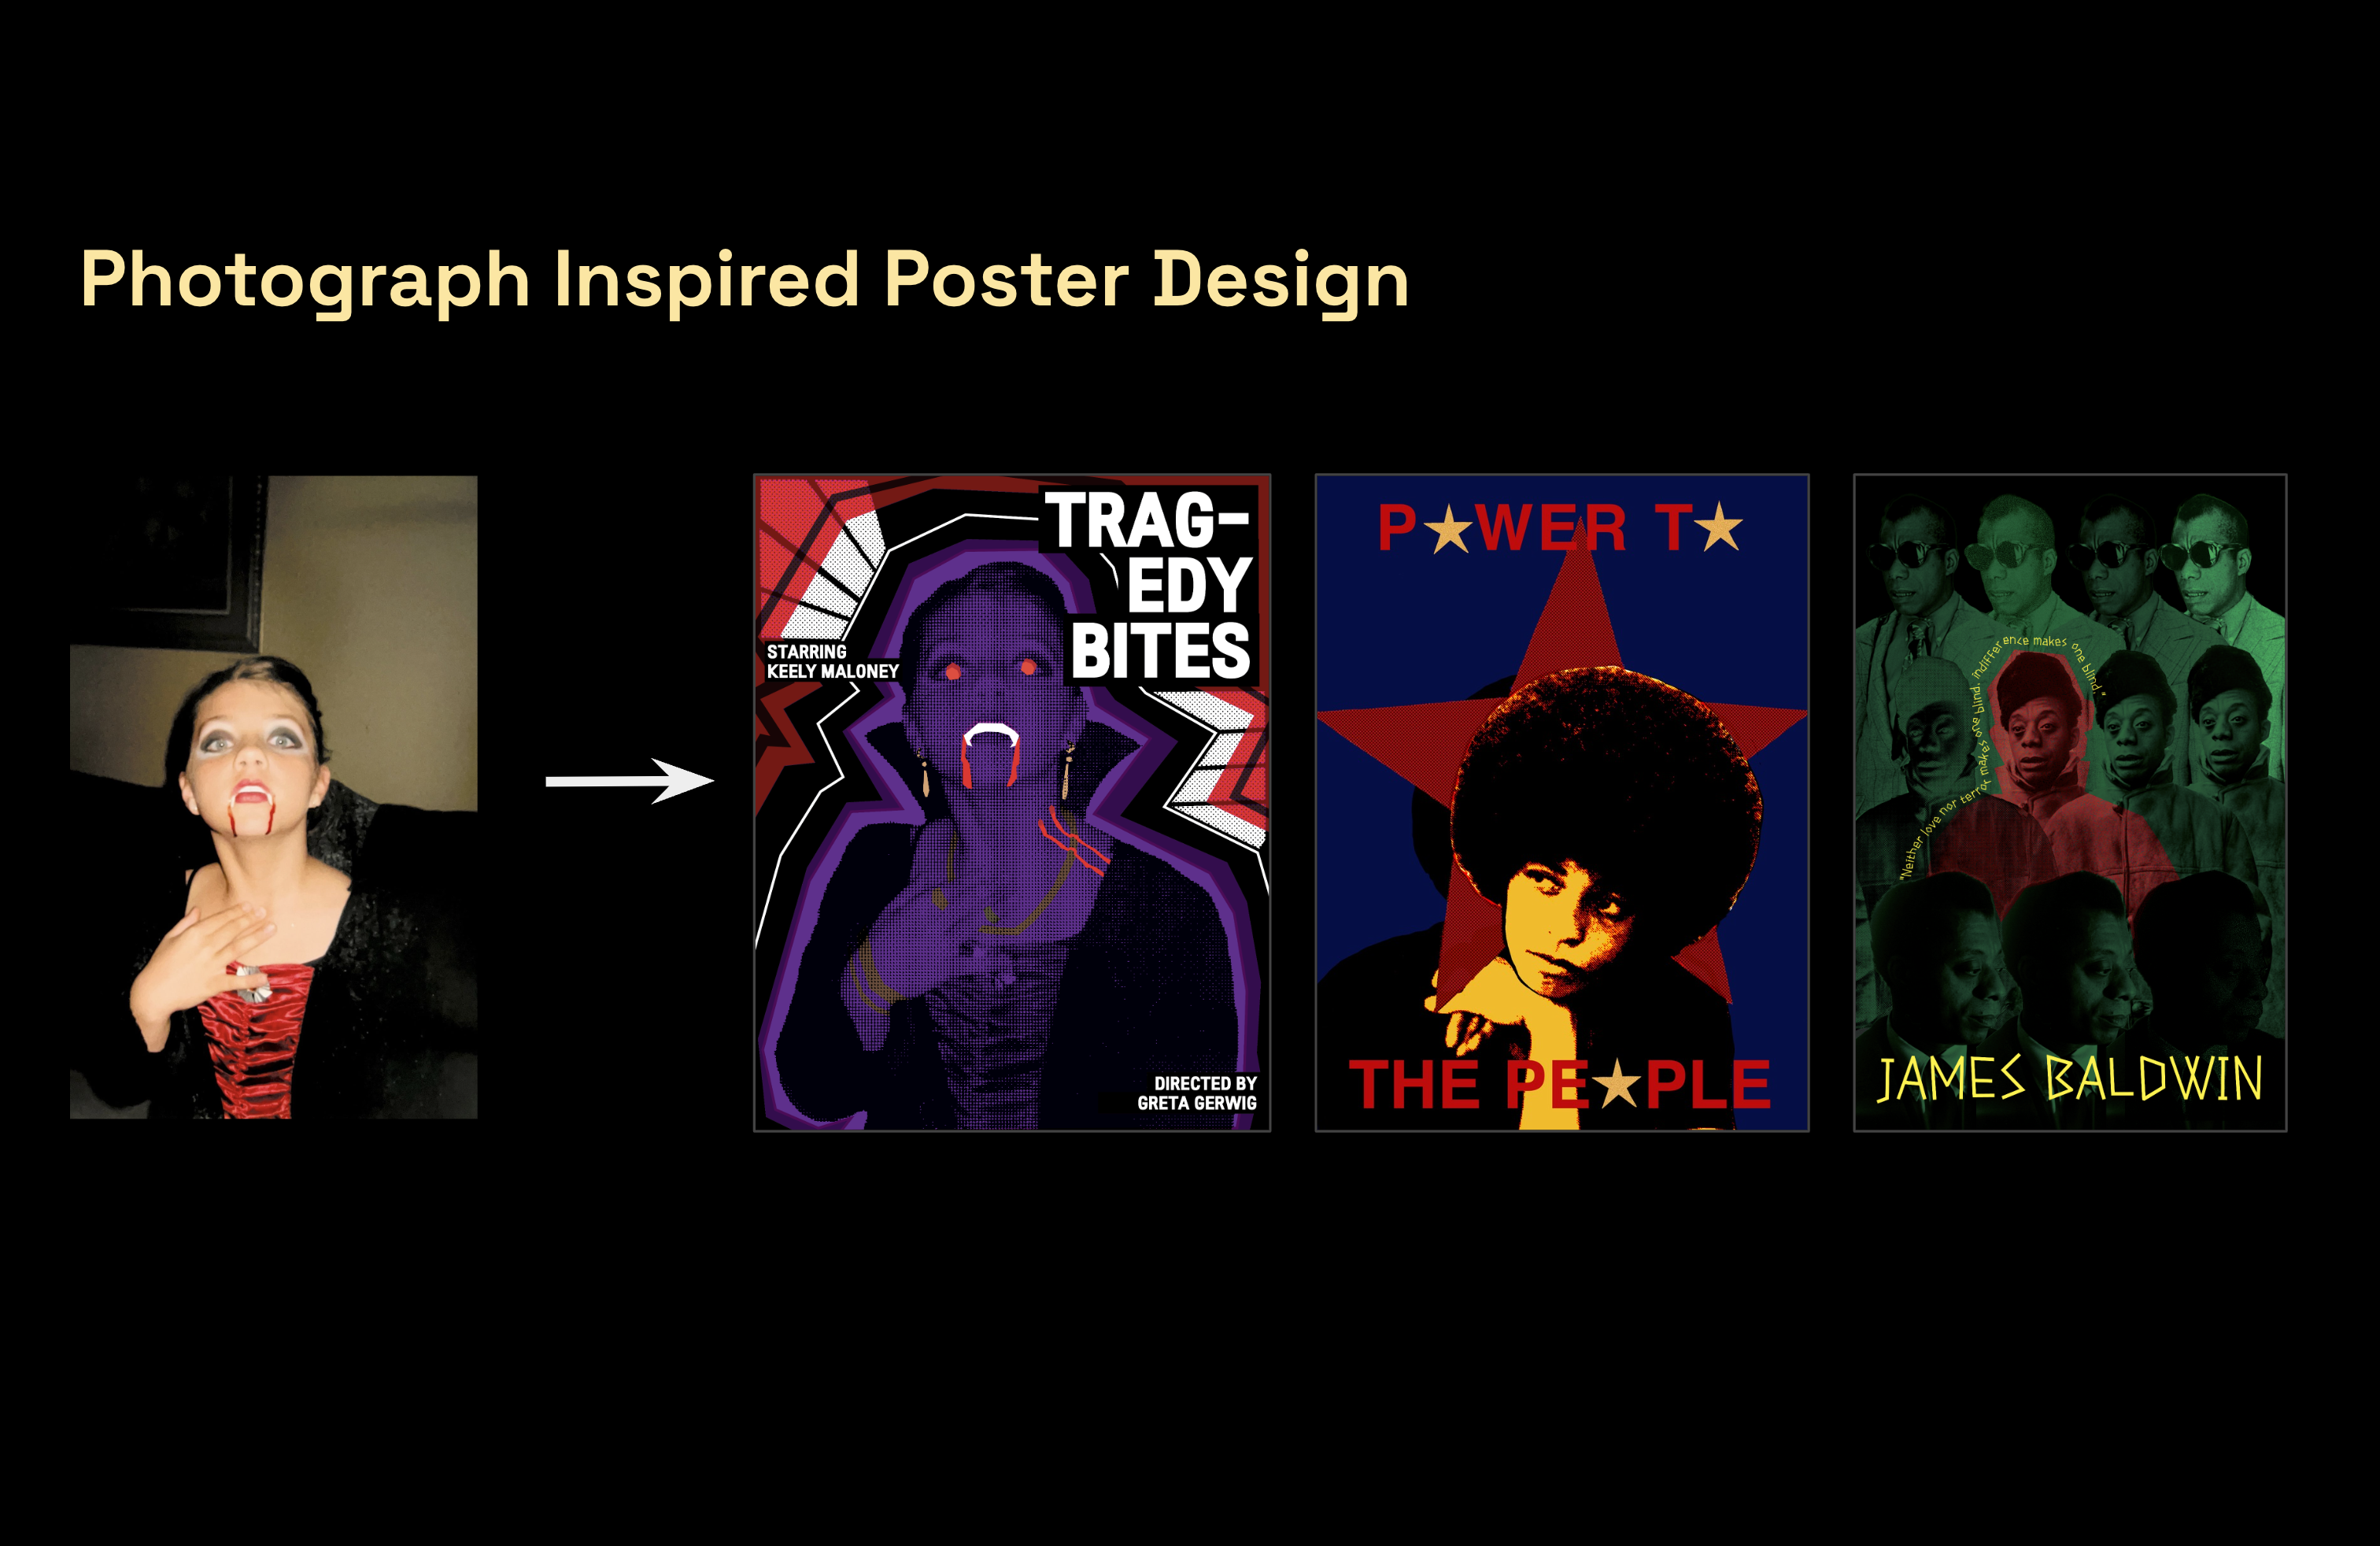 Photograph Inspired Poster Design
TRAG-
EDY
BITES
STARRING
KEELY MALONEY
DIRECTED BY
GRETA GERWIG
P★WER T★
THE PE★PLE
"Neither love nor terror makes one blind. indifference makes one blind."
JAMES BALDWIN